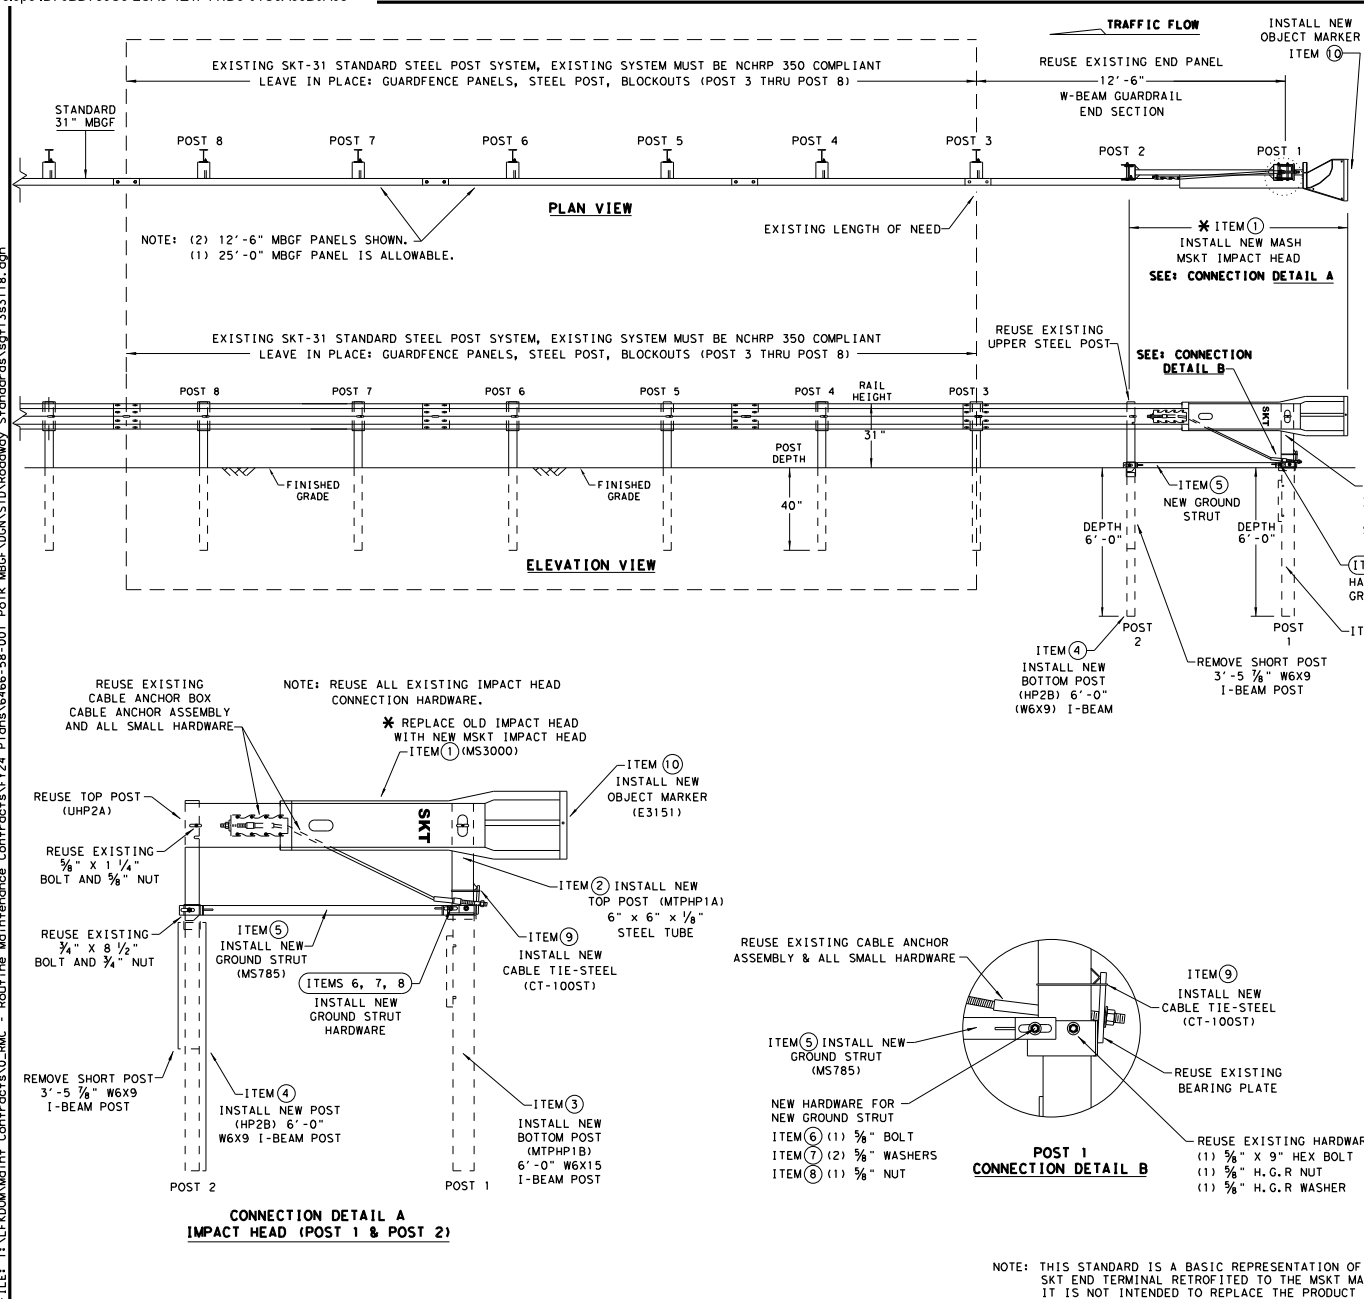 TRAFFIC FLOW
INSTALL NEW
OBJECT MARKER
ITEM 10
EXISTING SKT-31 STANDARD STEEL POST SYSTEM, EXISTING SYSTEM MUST BE NCHRP 350 COMPLIANT
LEAVE IN PLACE: GUARDFENCE PANELS, STEEL POST, BLOCKOUTS (POST 3 THRU POST 8)
REUSE EXISTING END PANEL
12'-6"
W-BEAM GUARDRAIL
END SECTION
STANDARD
31" MBGF
POST 8
POST 7
POST 6
POST 5
POST 4
POST 3
POST 2
POST 1
PLAN VIEW
NOTE: (2) 12'-6" MBGF PANELS SHOWN.
(1) 25'-0" MBGF PANEL IS ALLOWABLE.
EXISTING LENGTH OF NEED
* ITEM 1
INSTALL NEW MASH
MSKT IMPACT HEAD
SEE: CONNECTION DETAIL A
EXISTING SKT-31 STANDARD STEEL POST SYSTEM, EXISTING SYSTEM MUST BE NCHRP 350 COMPLIANT
LEAVE IN PLACE: GUARDFENCE PANELS, STEEL POST, BLOCKOUTS (POST 3 THRU POST 8)
REUSE EXISTING
UPPER STEEL POST
SEE: CONNECTION
DETAIL B
POST 8
POST 7
POST 6
POST 5
POST 4
RAIL
HEIGHT
POST 3
31"
SKT
POST
DEPTH
40"
FINISHED
GRADE
FINISHED
GRADE
ITEM 5
NEW GROUND
STRUT
DEPTH
6'-0"
DEPTH
6'-0"
ELEVATION VIEW
HA
GR
POST
2
POST
1
ITEM 4
INSTALL NEW
BOTTOM POST
(HP2B) 6'-0"
(W6X9) I-BEAM
REMOVE SHORT POST
3'-5 7/8" W6X9
I-BEAM POST
REUSE EXISTING
CABLE ANCHOR BOX
CABLE ANCHOR ASSEMBLY
AND ALL SMALL HARDWARE
NOTE: REUSE ALL EXISTING IMPACT HEAD
CONNECTION HARDWARE.
* REPLACE OLD IMPACT HEAD
WITH NEW MSKT IMPACT HEAD
ITEM 1 (MS3000)
ITEM 10
INSTALL NEW
OBJECT MARKER
(E3151)
REUSE TOP POST
(UHP2A)
SKT
REUSE EXISTING
5/8" X 1 1/4"
BOLT AND 5/8" NUT
ITEM 2 INSTALL NEW
TOP POST (MTPHP1A)
6" x 6" x 1/8"
STEEL TUBE
REUSE EXISTING
3/4" X 8 1/2"
BOLT AND 3/4" NUT
ITEM 5
INSTALL NEW
GROUND STRUT
(MS785)
ITEM 9
INSTALL NEW
CABLE TIE-STEEL
(CT-100ST)
ITEMS 6, 7, 8
INSTALL NEW
GROUND STRUT
HARDWARE
REMOVE SHORT POST
3'-5 7/8" W6X9
I-BEAM POST
ITEM 4
INSTALL NEW POST
(HP2B) 6'-0"
W6X9 I-BEAM POST
ITEM 3
INSTALL NEW
BOTTOM POST
(MTPHP1B)
6'-0" W6X15
I-BEAM POST
POST 2
POST 1
CONNECTION DETAIL A
IMPACT HEAD (POST 1 & POST 2)
REUSE EXISTING CABLE ANCHOR
ASSEMBLY & ALL SMALL HARDWARE
ITEM 9
INSTALL NEW
CABLE TIE-STEEL
(CT-100ST)
ITEM 5 INSTALL NEW
GROUND STRUT
(MS785)
REUSE EXISTING
BEARING PLATE
NEW HARDWARE FOR
NEW GROUND STRUT
ITEM 6 (1) 5/8" BOLT
ITEM 7 (2) 5/8" WASHERS
ITEM 8 (1) 5/8" NUT
POST 1
CONNECTION DETAIL B
REUSE EXISTING HARDWAR
(1) 5/8" X 9" HEX BOLT
(1) 5/8" H.G.R NUT
(1) 5/8" H.G.R WASHER
NOTE: THIS STANDARD IS A BASIC REPRESENTATION OF
SKT END TERMINAL RETROFITED TO THE MSKT MA
IT IS NOT INTENDED TO REPLACE THE PRODUCT